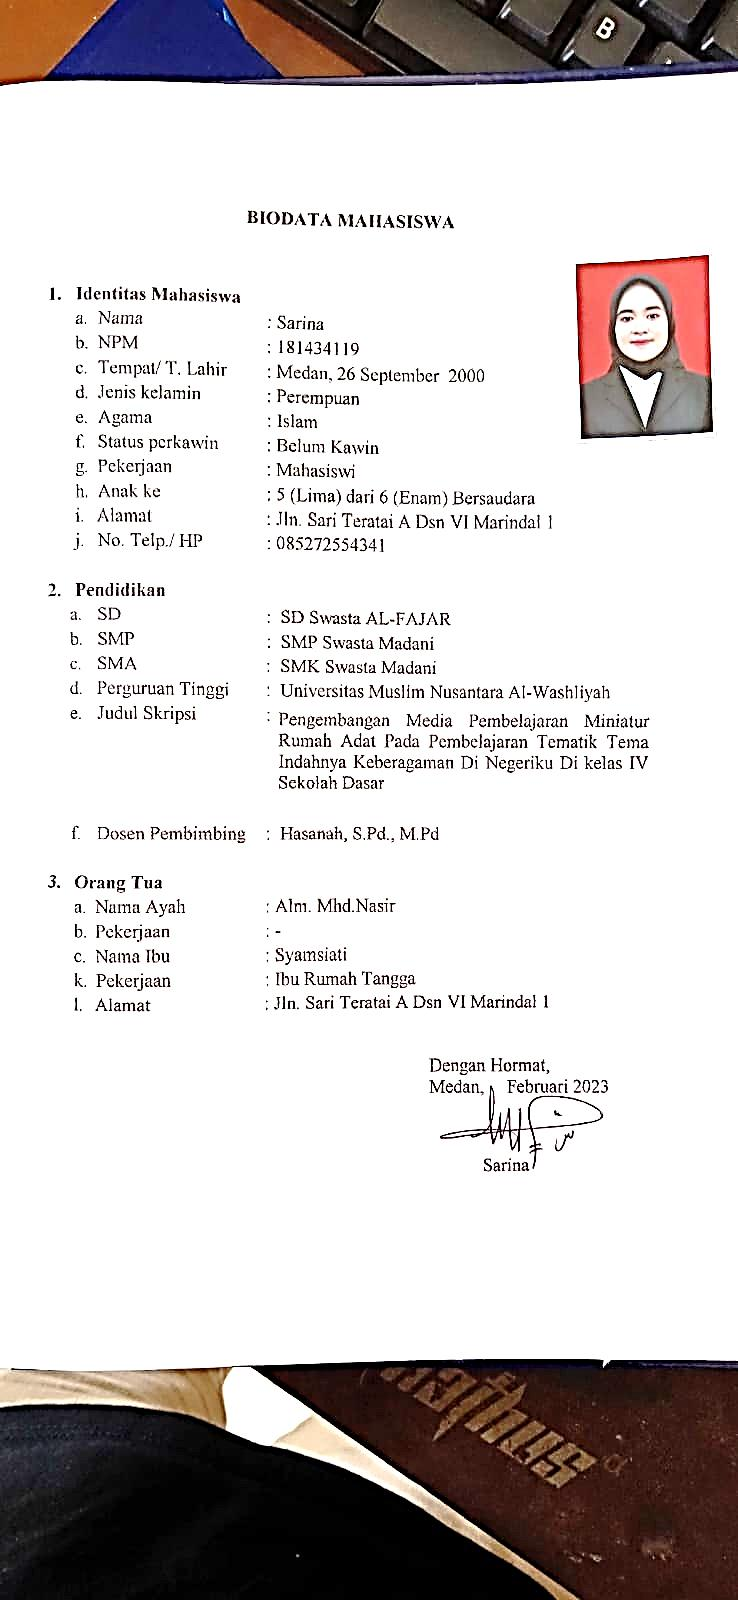 B
BIODATA MAHASISWA
1. Identitas Mahasiswa
a. Nama : Sarina
b. NPM : 181434119
c. Tempat/ T. Lahir : Medan, 26 September 2000
d. Jenis kelamin : Perempuan
e. Agama : Islam
f. Status perkawin : Belum Kawin
g. Pekerjaan : Mahasiswi
h. Anak ke : 5 (Lima) dari 6 (Enam) Bersaudara
i. Alamat : Jln. Sari Teratai A Dsn VI Marindal 1
j. No. Telp./ HP : 085272554341
2. Pendidikan
a. SD : SD Swasta AL-FAJAR
b. SMP : SMP Swasta Madani
c. SMA : SMK Swasta Madani
d. Perguruan Tinggi : Universitas Muslim Nusantara Al-Washliyah
e. Judul Skripsi : Pengembangan Media Pembelajaran Miniatur
Rumah Adat Pada Pembelajaran Tematik Tema
Indahnya Keberagaman Di Negeriku Di kelas IV
Sekolah Dasar
f. Dosen Pembimbing : Hasanah, S.Pd., M.Pd
3. Orang Tua
a. Nama Ayah : Alm. Mhd.Nasir
b. Pekerjaan : -
c. Nama Ibu : Syamsiati
k. Pekerjaan : Ibu Rumah Tangga
l. Alamat : Jln. Sari Teratai A Dsn VI Marindal 1
Dengan Hormat,
Medan, Februari 2023
Sarina